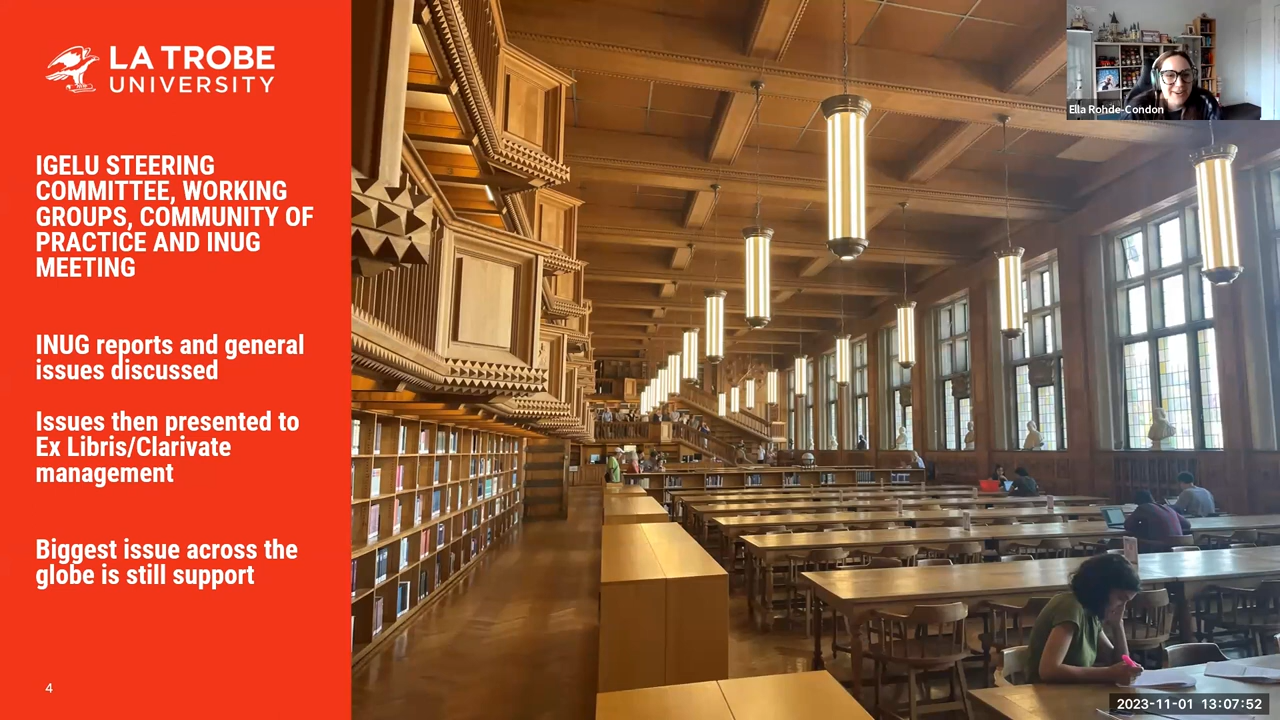 LA TROBE
UNIVERSITY
IGELU STEERING
COMMITTEE, WORKING
GROUPS, COMMUNITY OF
PRACTICE AND INUG
MEETING
INUG reports and general
issues discussed
Issues then presented to
Ex Libris/Clarivate
management
Biggest issue across the
globe is still support
4
Ella Rohde-Condon
2023-11-01 13:07:52